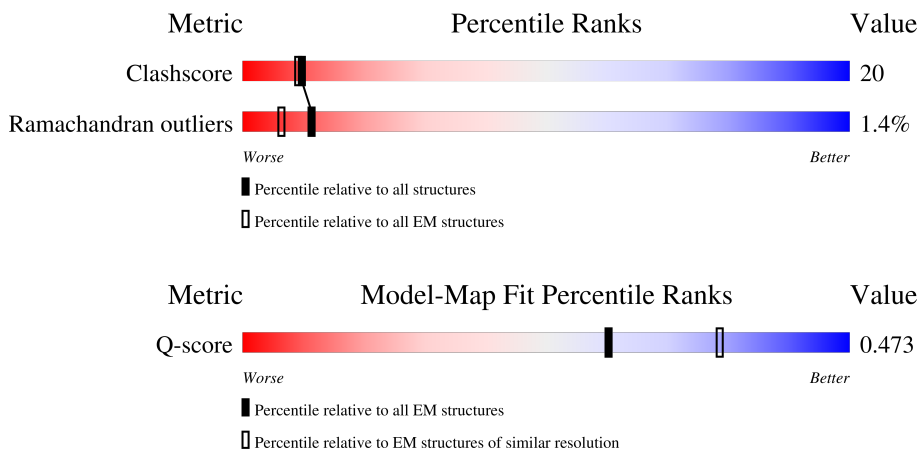 Metric Percentile Ranks Value
Clashscore 20
Ramachandran outliers 1.4%
Worse Better
Percentile relative to all structures
Percentile relative to all EM structures
Metric Model-Map Fit Percentile Ranks Value
Q-score 0.473
Worse Better
Percentile relative to all EM structures
Percentile relative to EM structures of similar resolution